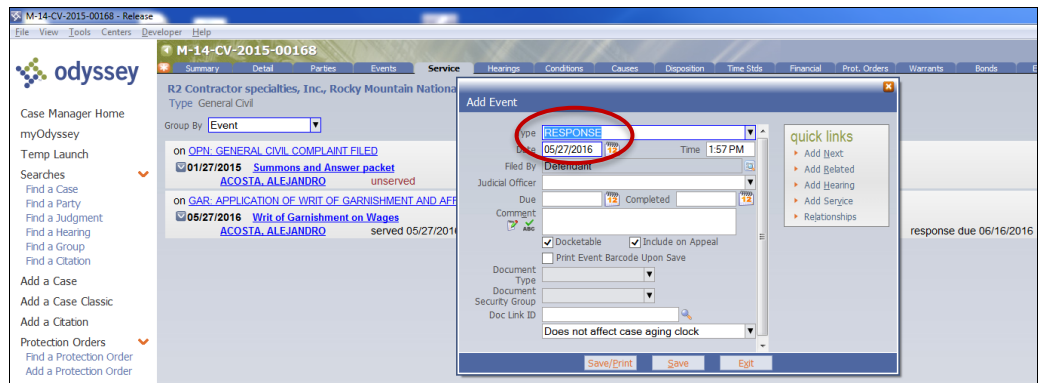 M-14-CV-2015-00168 - Release
File View Tools Centers Developer Help
odyssey
Case Manager Home
myOdyssey
Temp Launch
Searches
Find a Case
Find a Party
Find a Judgment
Find a Hearing
Find a Group
Find a Citation
Add a Case
Add a Case Classic
Add a Citation
Protection Orders
Find a Protection Order
Add a Protection Order
M-14-CV-2015-00168
Summary Detail Parties Events Service Hearings Conditions Causes Disposition Time Stds Financial Prot. Orders Warrants Bonds E
R2 Contractor specialties, Inc., Rocky Mountain Nationa
Type General Civil
Group By Event
on OPN: GENERAL CIVIL COMPLAINT FILED
01/27/2015 Summons and Answer packet
ACOSTA, ALEJANDRO unserved
on GAR: APPLICATION OF WRIT OF GARNISHMENT AND AFF
05/27/2016 Writ of Garnishment on Wages
ACOSTA, ALEJANDRO served 05/27/2016 response due 06/16/2016
Add Event
Type RESPONSE
Date 05/27/2016 Time 1:57 PM
Filed By Defendant
Judicial Officer
Due Completed
Comment
ABC
Docketable Include on Appeal
Print Event Barcode Upon Save
Document Type
Document Security Group
Doc Link ID
Does not affect case aging clock
Save/Print Save Exit
quick links
Add Next
Add Related
Add Hearing
Add Service
Relationships